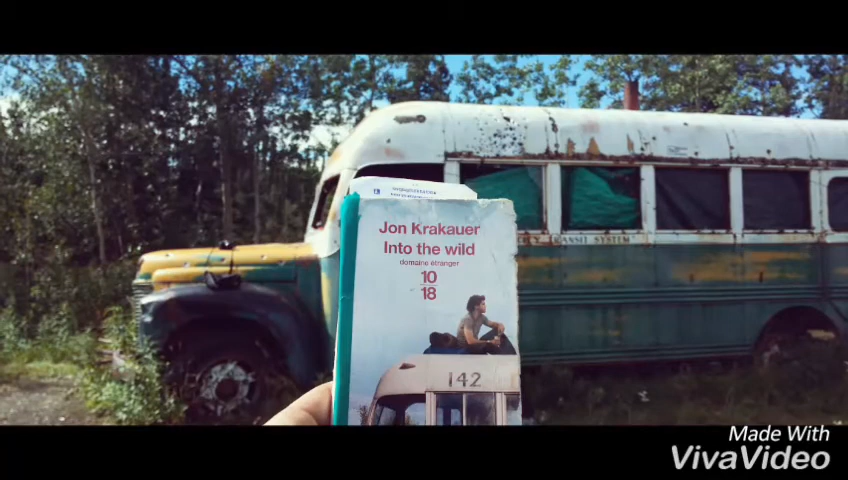 Jon Krakauer
Into the wild
domaine étranger
10
18
142
TRANSIT SYSTEM
Made With
VivaVideo